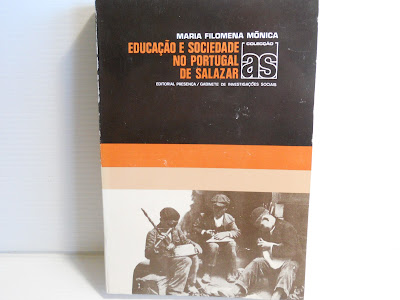 MARIA FILOMENA MÓNICA
EDUCAÇÃO E SOCIEDADE
NO PORTUGAL
DE SALAZAR
COLECÇÃO
as
EDITORIAL PRESENÇA / GABINETE DE INVESTIGAÇÕES SOCIAIS